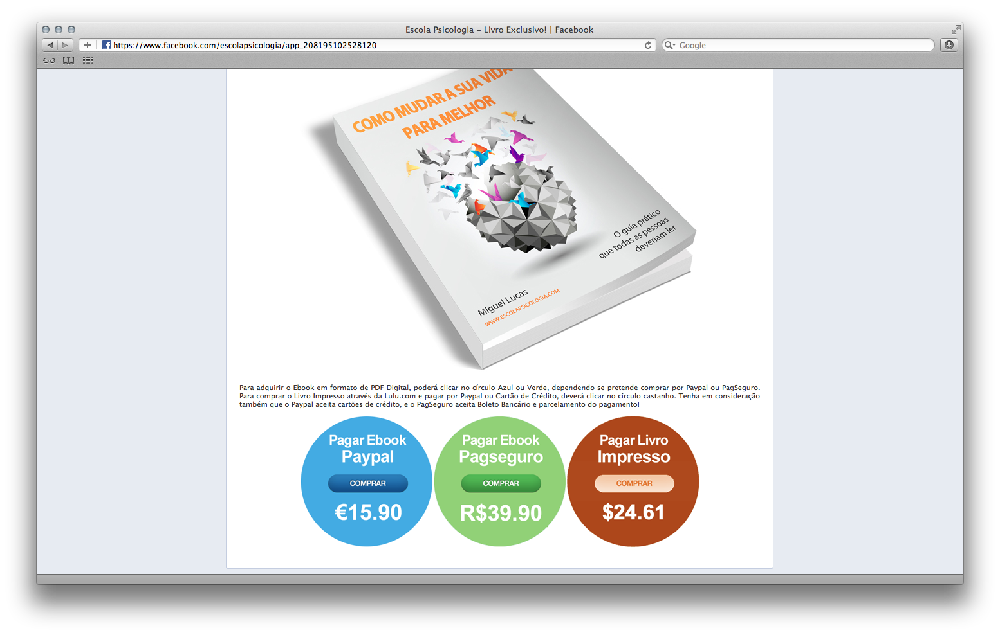 Escola Psicologia – Livro Exclusivo! | Facebook
https://www.facebook.com/escolapsicologia/app_208195102528120
Google
COMO MUDAR A SUA VIDA
PARA MELHOR
O guia prático
que todas as pessoas
deveriam ler
Miguel Lucas
WWW.ESCOLAPSICOLOGIA.COM
Para adquirir o Ebook em formato de PDF Digital, poderá clicar no círculo Azul ou Verde, dependendo se pretende comprar por Paypal ou PagSeguro.
Para comprar o Livro Impresso através da Lulu.com e pagar por Paypal ou Cartão de Crédito, deverá clicar no círculo castanho. Tenha em consideração
também que o Paypal aceita cartões de crédito, e o PagSeguro aceita Boleto Bancário e parcelamento do pagamento!
Pagar Ebook
Paypal
COMPRAR
€15.90
Pagar Ebook
Pagseguro
COMPRAR
R$39.90
Pagar Livro
Impresso
COMPRAR
$24.61